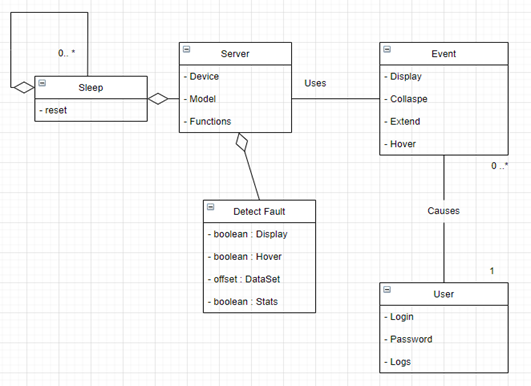 0.. *
Sleep
- reset
Server
- Device
- Model
- Functions
Uses
Event
- Display
- Collaspe
- Extend
- Hover
0 ..*
Causes
1
Detect Fault
- boolean : Display
- boolean : Hover
- offset : DataSet
- boolean : Stats
User
- Login
- Password
- Logs